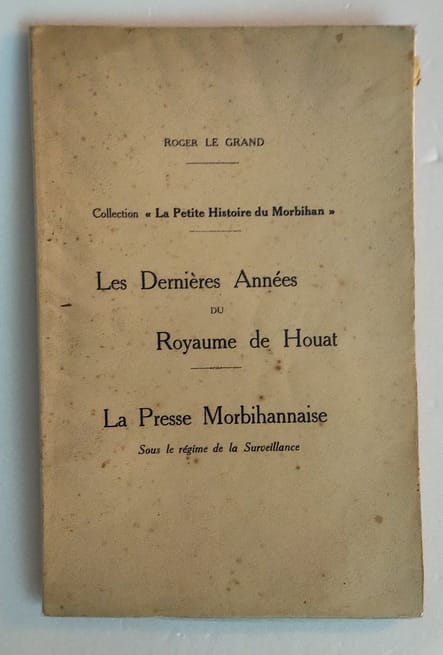 ROGER LE GRAND
Collection « La Petite Histoire du Morbihan »
Les Dernières Années
DU
Royaume de Houat
La Presse Morbihannaise
Sous le régime de la Surveillance